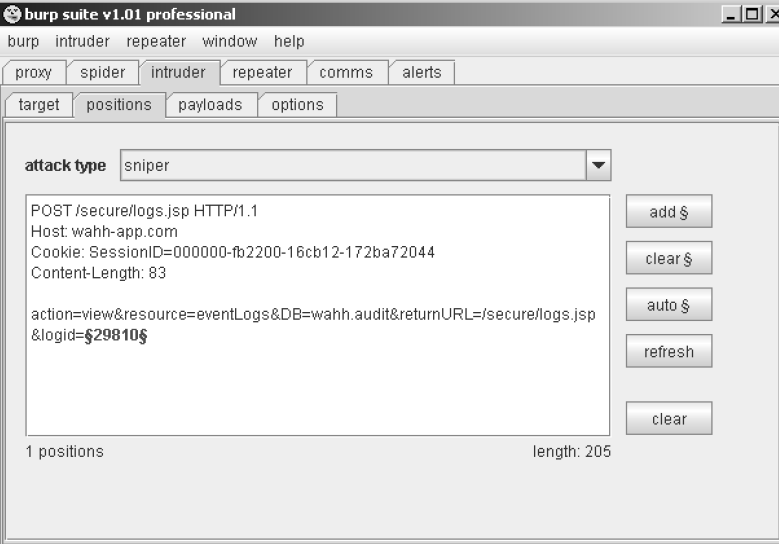 burp suite v1.01 professional
burp intruder repeater window help
proxy spider intruder repeater comms alerts
target positions payloads options
attack type sniper
POST /secure/logs.jsp HTTP/1.1
Host: wahh-app.com
Cookie: SessionID=000000-fb2200-16cb12-172ba72044
Content-Length: 83
action=view&resource=eventLogs&DB=wahh.audit&returnURL=/secure/logs.jsp
&logid=§29810§
add §
clear §
auto §
refresh
clear
1 positions
length: 205